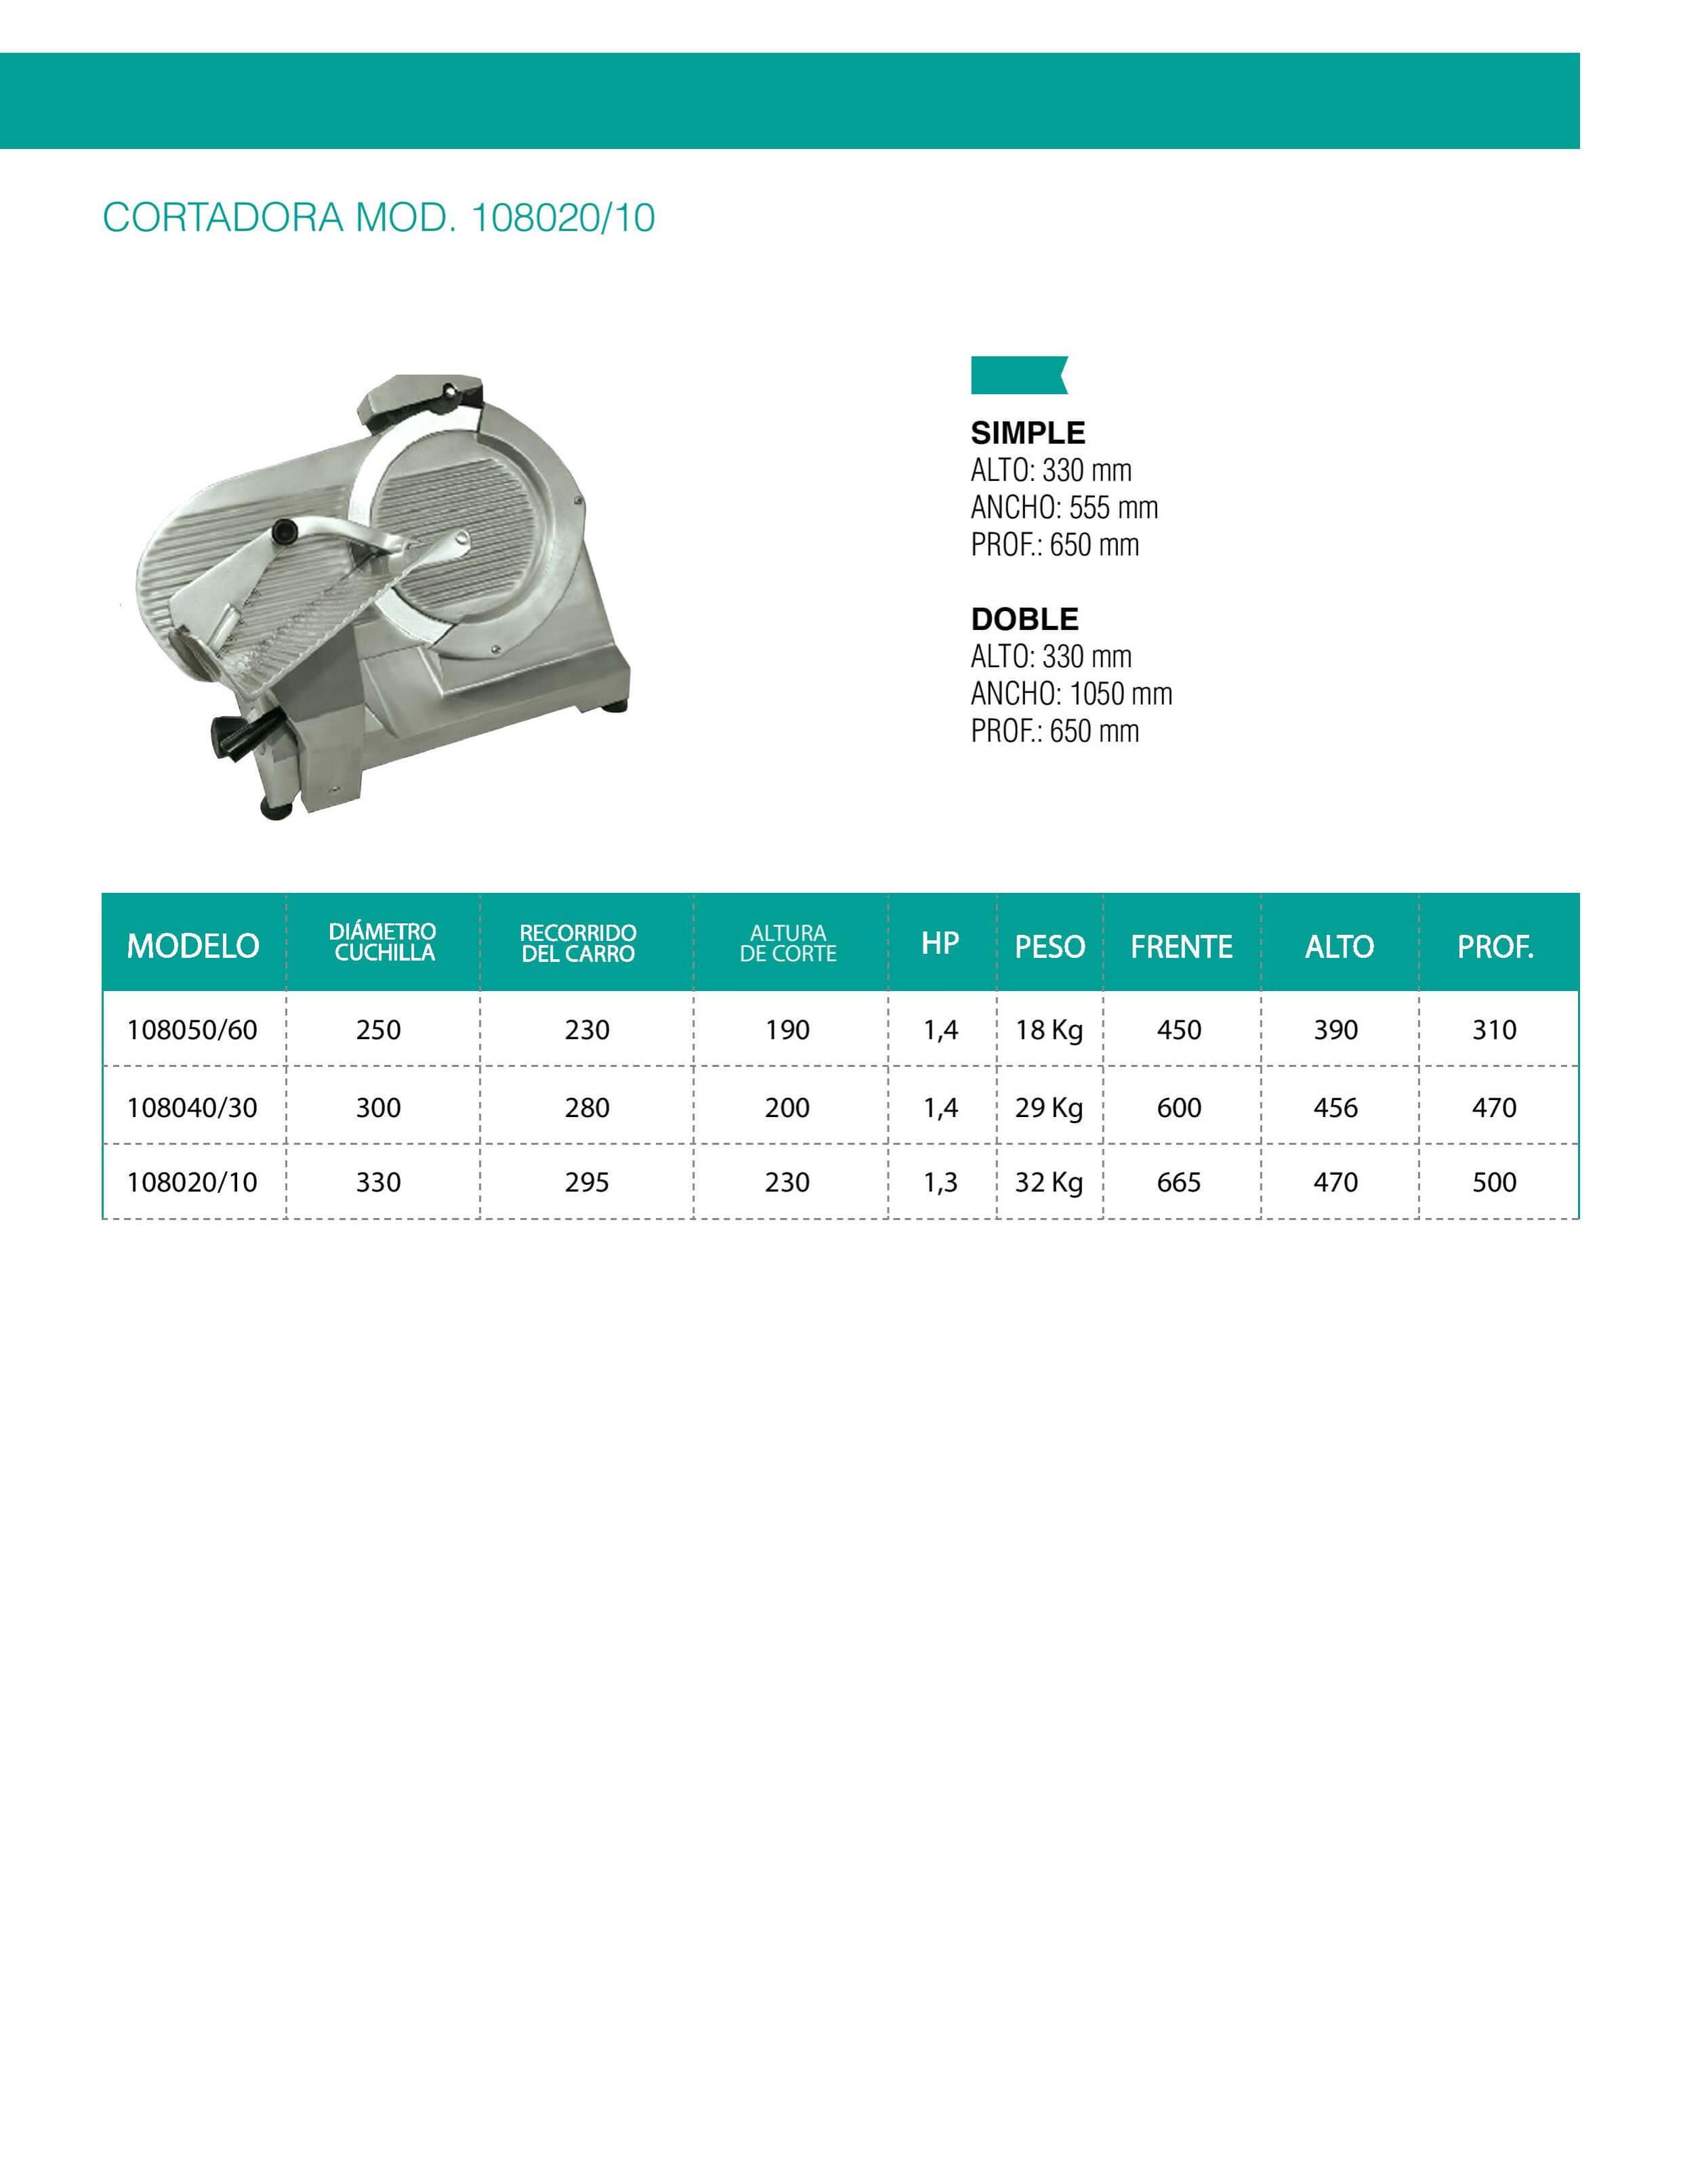 CORTADORA MOD. 108020/10
SIMPLE
ALTO: 330 mm
ANCHO: 555 mm
PROF.: 650 mm
DOBLE
ALTO: 330 mm
ANCHO: 1050 mm
PROF.: 650 mm
MODELO DIÁMETRO CUCHILLA RECORRIDO DEL CARRO ALTURA DE CORTE HP PESO FRENTE ALTO PROF.
108050/60 250 230 190 1,4 18 Kg 450 390 310
108040/30 300 280 200 1,4 29 Kg 600 456 470
108020/10 330 295 230 1,3 32 Kg 665 470 500